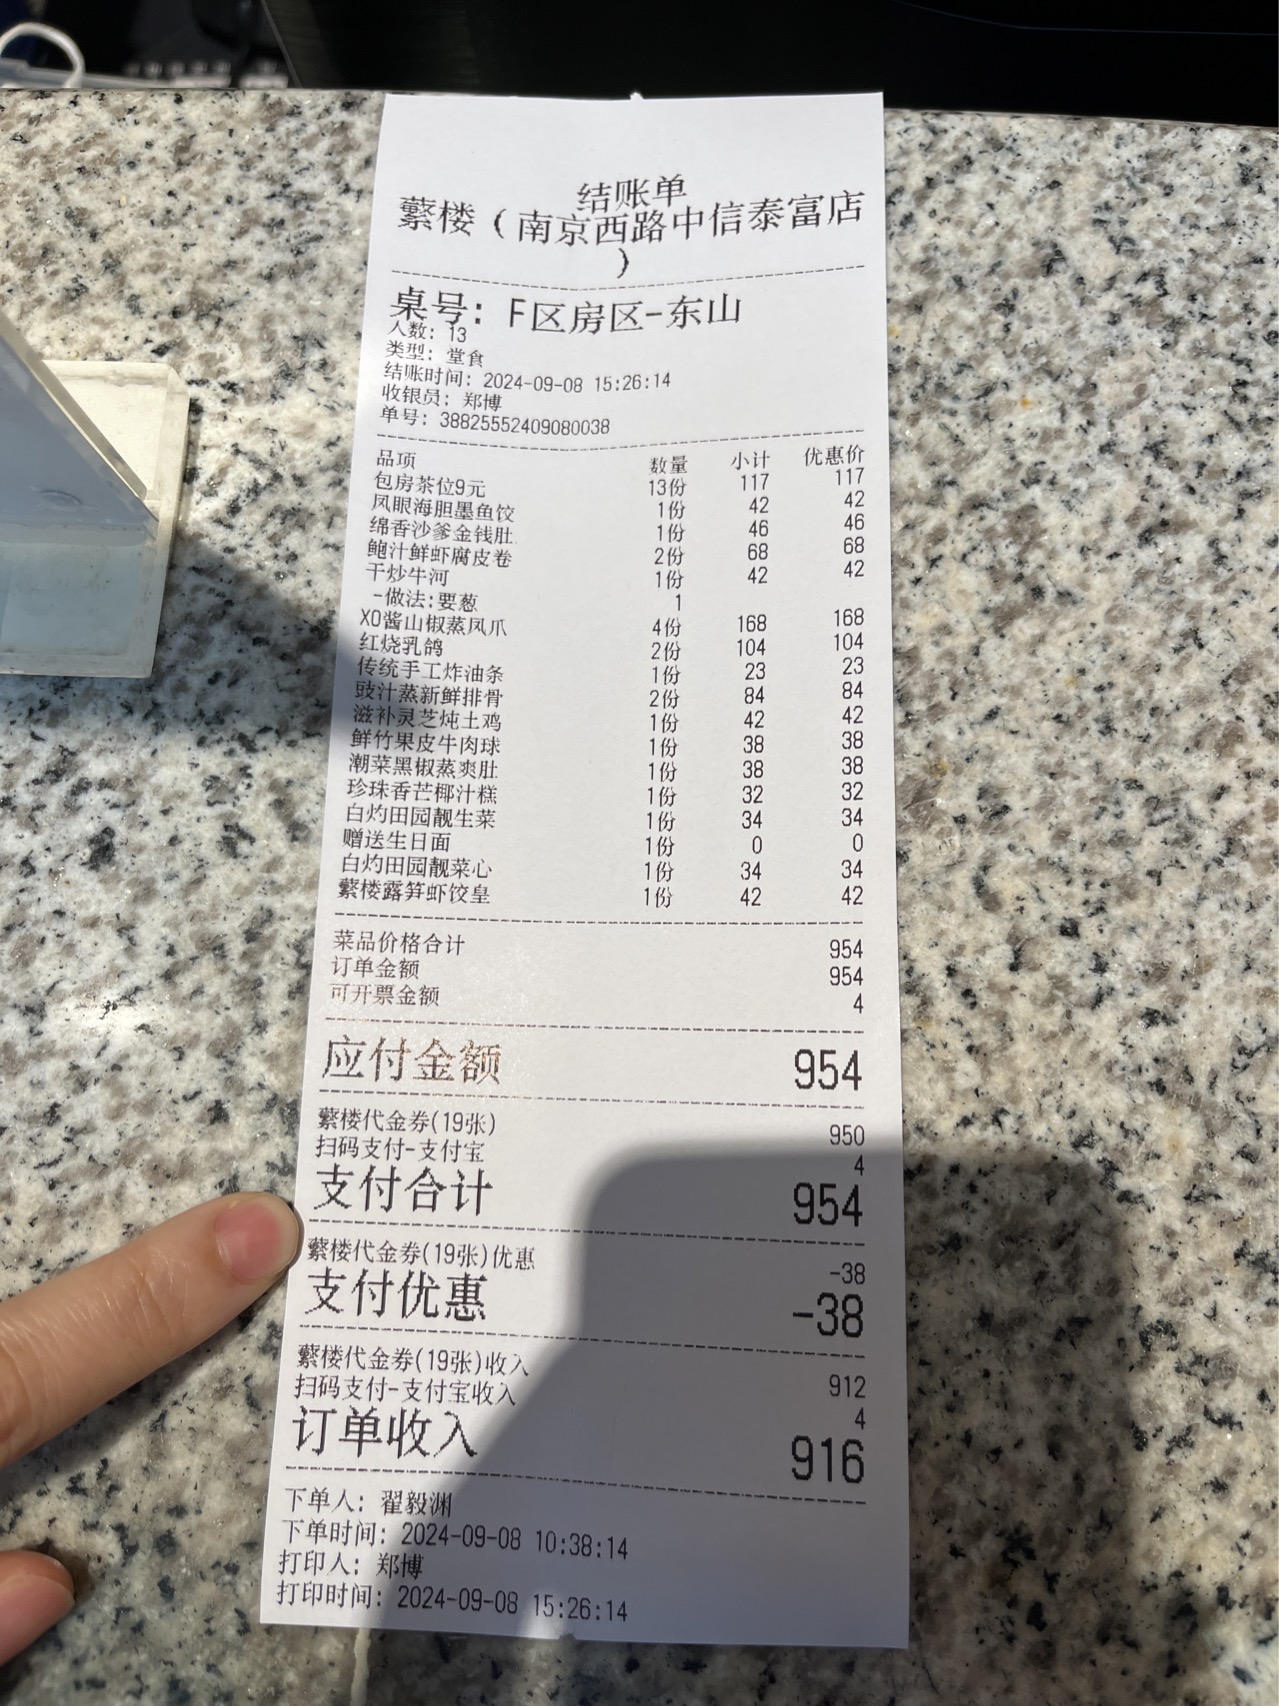 结账单
蘩楼（南京西路中信泰富店
）
桌号：F区房区-东山
人数：13
类型：堂食
结账时间：2024-09-08 15:26:14
收银员：郑博
单号：38825552409080038
品项 数量 小计 优惠价
包房茶位9元 13份 117 117
凤眼海胆墨鱼饺 1份 42 42
绵香沙爹金钱肚 1份 46 46
鲍汁鲜虾腐皮卷 2份 68 68
干炒牛河 1份 42 42
-做法:要葱 1
XO酱山椒蒸凤爪 4份 168 168
红烧乳鸽 2份 104 104
传统手工炸油条 1份 23 23
豉汁蒸新鲜排骨 2份 84 84
滋补灵芝炖土鸡 1份 42 42
鲜竹果皮牛肉球 1份 38 38
潮菜黑椒蒸爽肚 1份 38 38
珍珠香芒椰汁糕 1份 32 32
白灼田园靓生菜 1份 34 34
赠送生日面 1份 0 0
白灼田园靓菜心 1份 34 34
蘩楼露笋虾饺皇 1份 42 42
菜品价格合计 954
订单金额 954
可开票金额 4
应付金额 954
蘩楼代金券(19张) 950
扫码支付-支付宝 4
支付合计 954
蘩楼代金券(19张)优惠 -38
支付优惠 -38
蘩楼代金券(19张)收入 912
扫码支付-支付宝收入 4
订单收入 916
下单人：翟毅渊
下单时间：2024-09-08 10:38:14
打印人：郑博
打印时间：2024-09-08 15:26:14